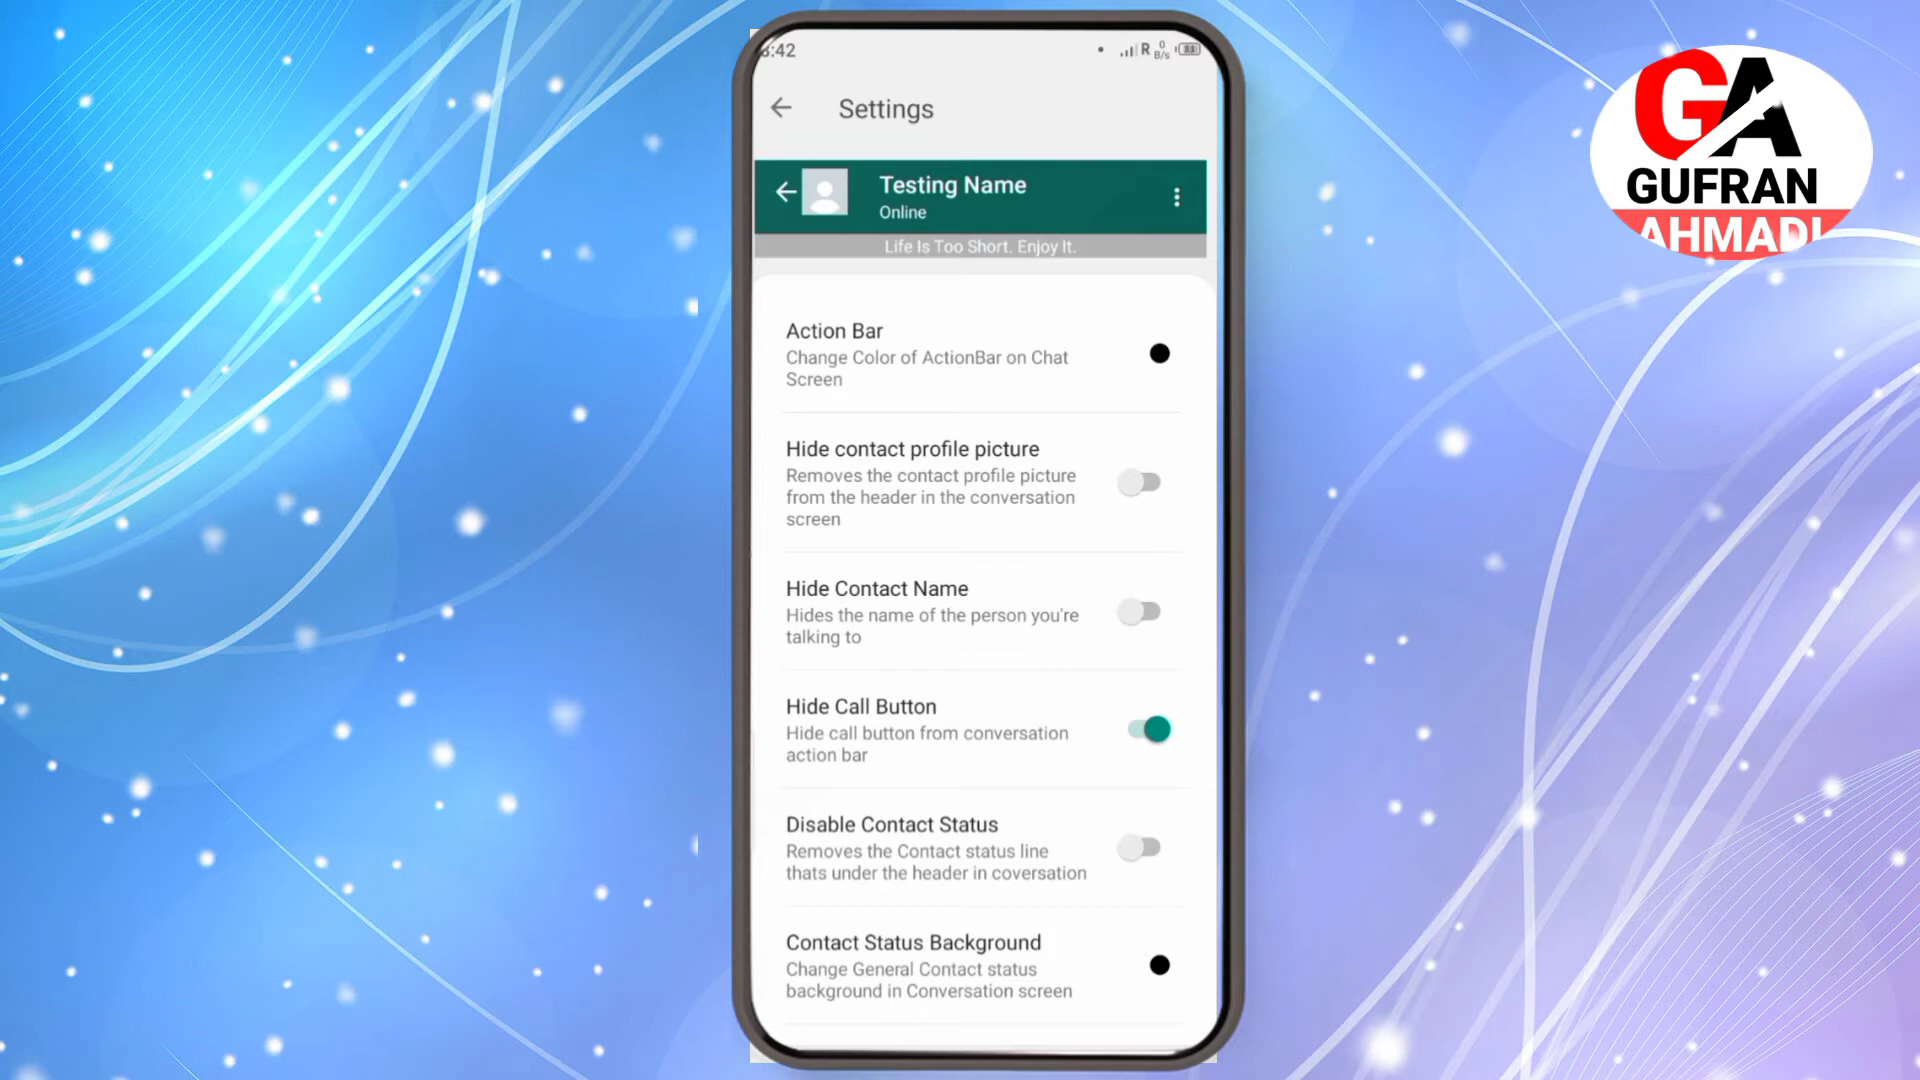 :42
R 0 B/s
Settings
Testing Name
Online
Life Is Too Short. Enjoy It.
Action Bar
Change Color of ActionBar on Chat
Screen
Hide contact profile picture
Removes the contact profile picture
from the header in the conversation
screen
Hide Contact Name
Hides the name of the person you're
talking to
Hide Call Button
Hide call button from conversation
action bar
Disable Contact Status
Removes the Contact status line
thats under the header in coversation
Contact Status Background
Change General Contact status
background in Conversation screen
GA
GUFRAN
AHMADI